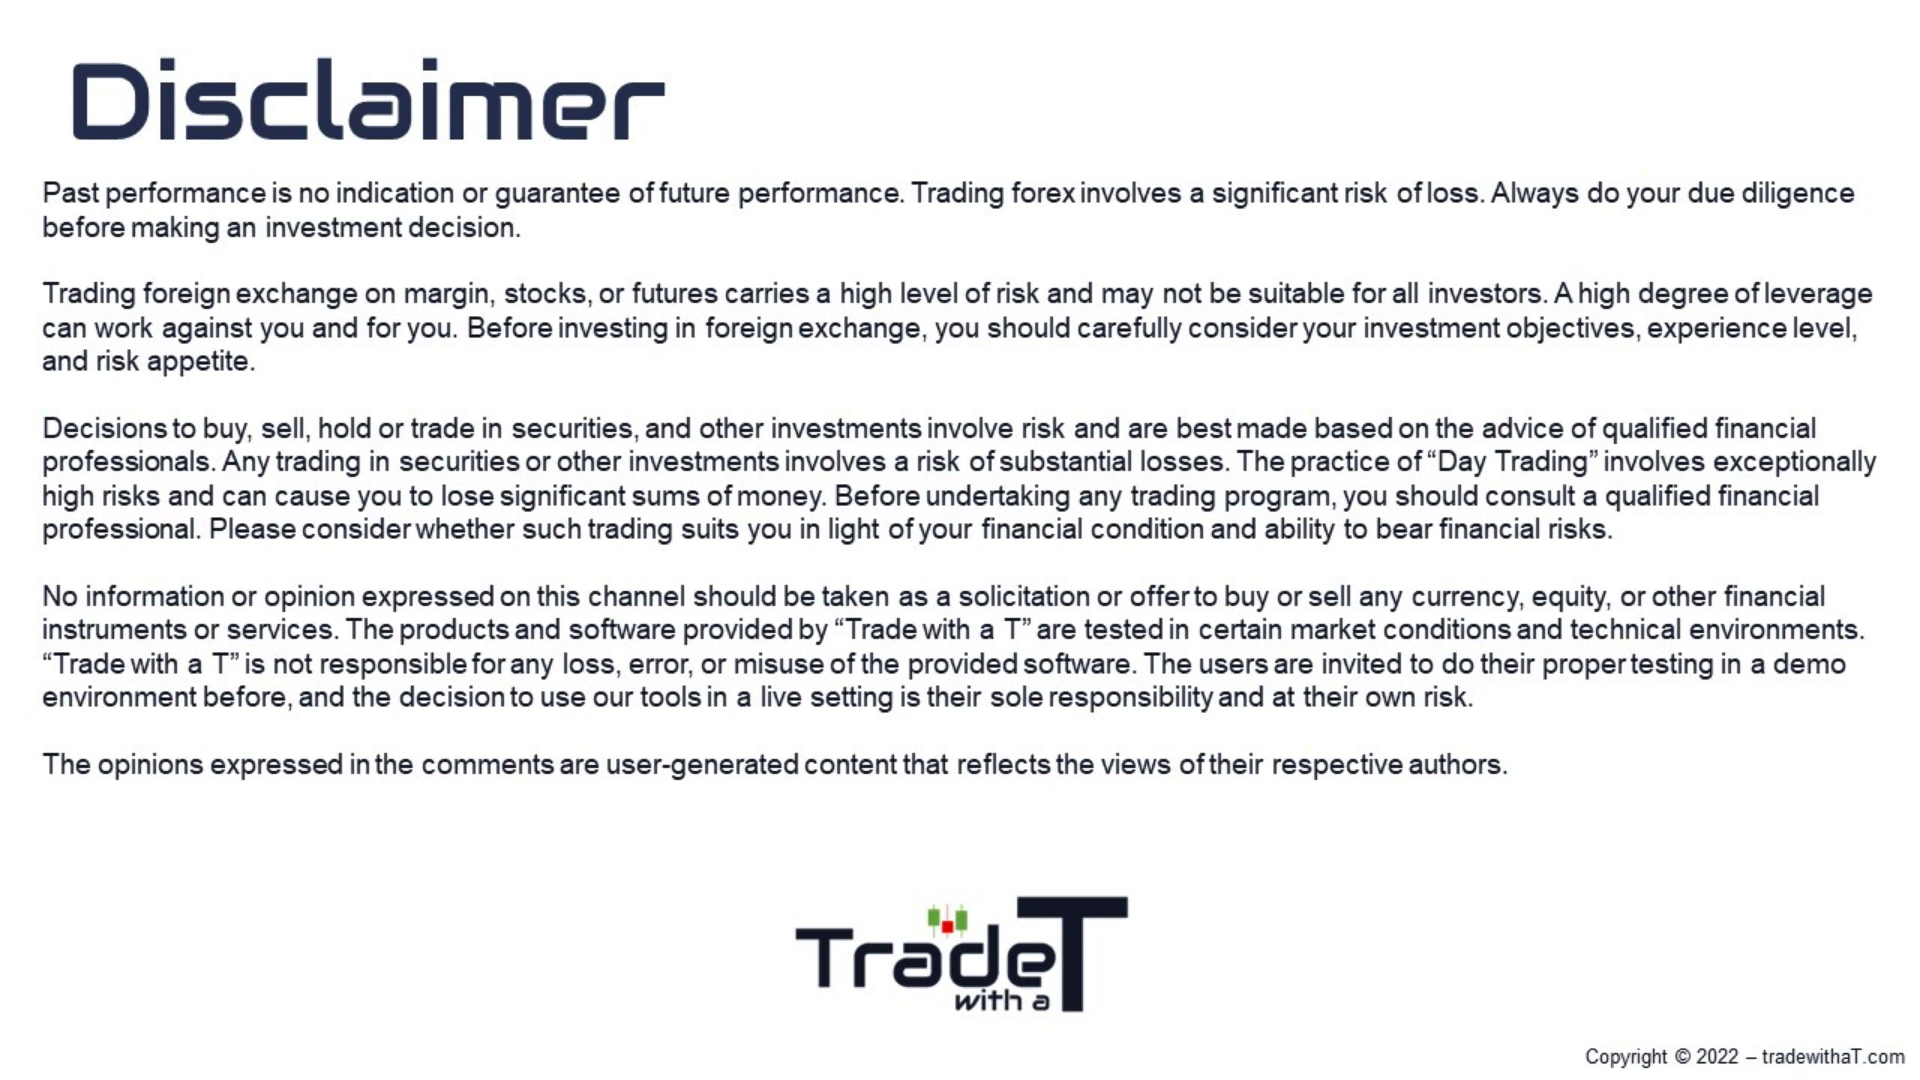 Disclaimer
Past performance is no indication or guarantee of future performance. Trading forex involves a significant risk of loss. Always do your due diligence
before making an investment decision.
Trading foreign exchange on margin, stocks, or futures carries a high level of risk and may not be suitable for all investors. A high degree of leverage
can work against you and for you. Before investing in foreign exchange, you should carefully consider your investment objectives, experience level,
and risk appetite.
Decisions to buy, sell, hold or trade in securities, and other investments involve risk and are best made based on the advice of qualified financial
professionals. Any trading in securities or other investments involves a risk of substantial losses. The practice of “Day Trading” involves exceptionally
high risks and can cause you to lose significant sums of money. Before undertaking any trading program, you should consult a qualified financial
professional. Please consider whether such trading suits you in light of your financial condition and ability to bear financial risks.
No information or opinion expressed on this channel should be taken as a solicitation or offer to buy or sell any currency, equity, or other financial
instruments or services. The products and software provided by “Trade with a T” are tested in certain market conditions and technical environments.
“Trade with a T” is not responsible for any loss, error, or misuse of the provided software. The users are invited to do their proper testing in a demo
environment before, and the decision to use our tools in a live setting is their sole responsibility and at their own risk.
The opinions expressed in the comments are user-generated content that reflects the views of their respective authors.
Trade
with a T
Copyright © 2022 – tradewithaT.com